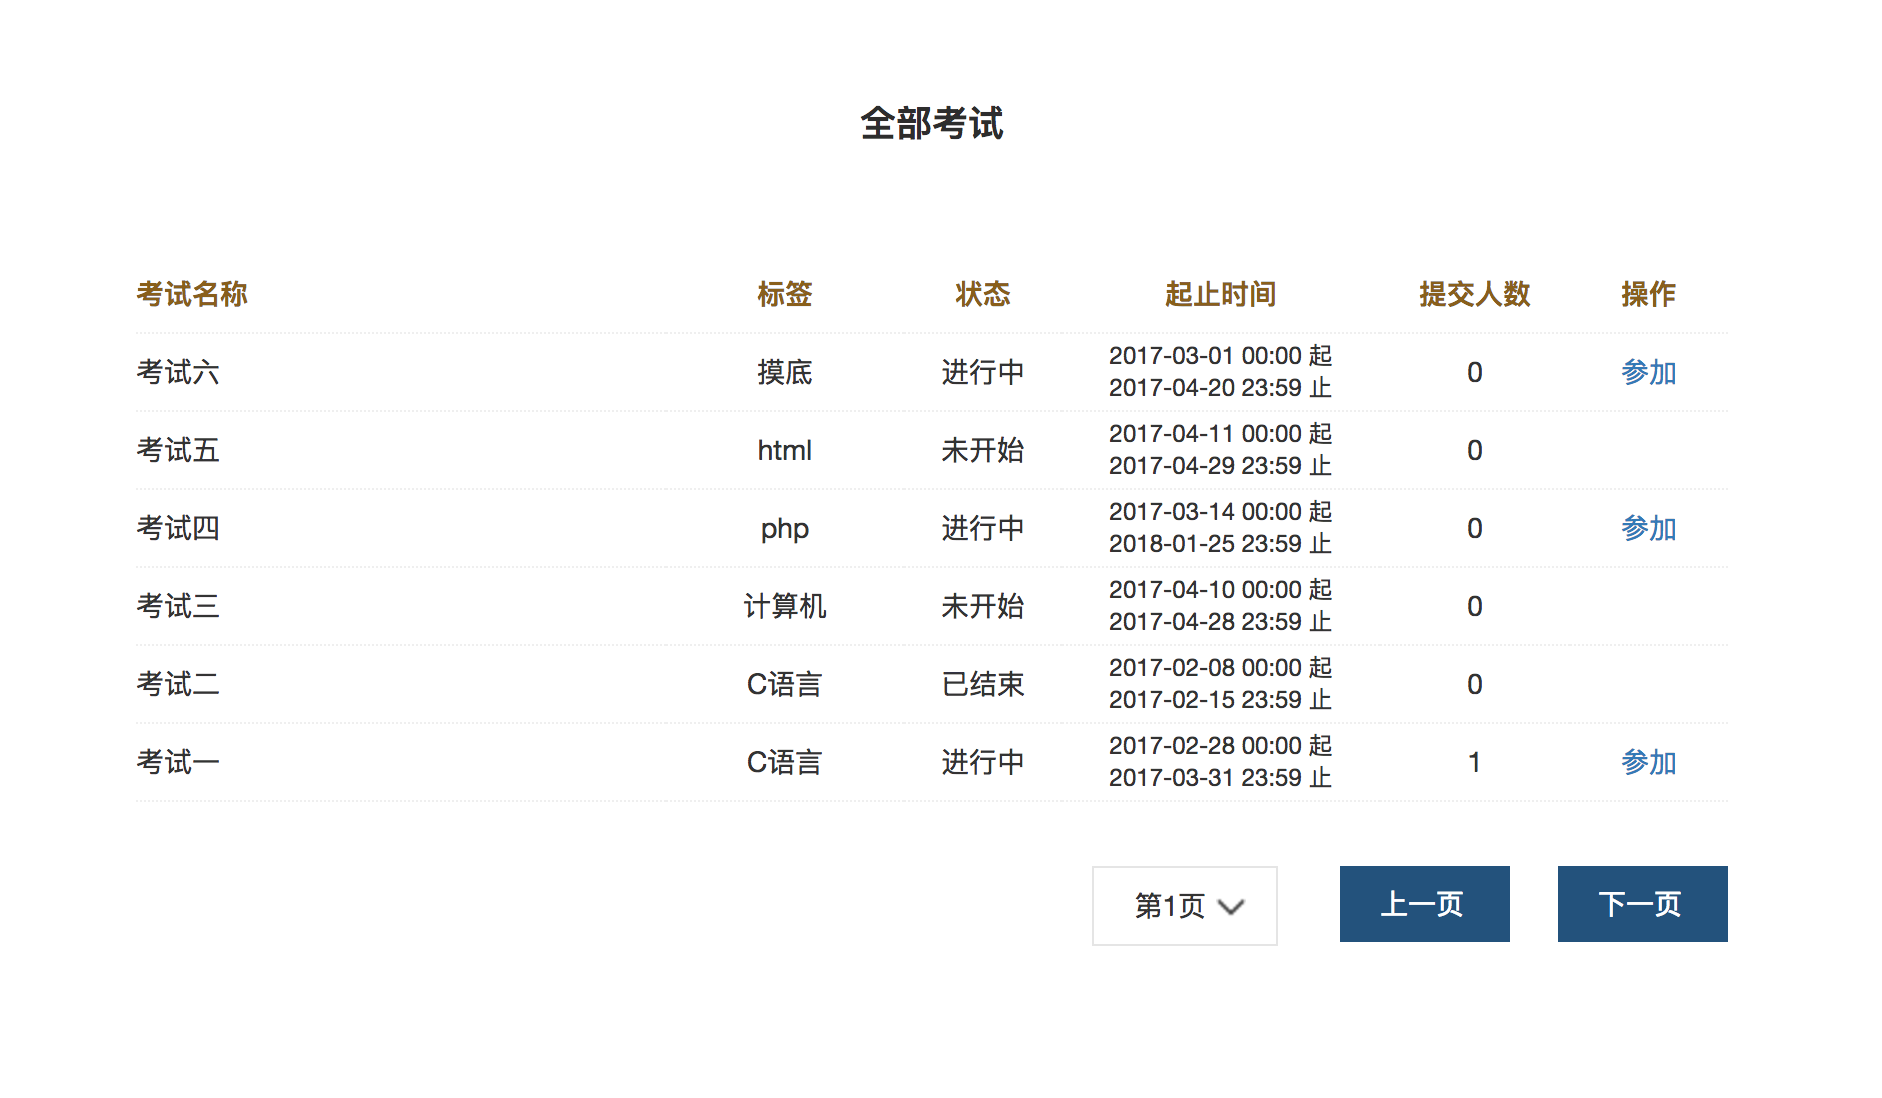 全部考试
考试名称 标签 状态 起止时间 提交人数 操作
考试六 摸底 进行中 2017-03-01 00:00 起 0 参加
2017-04-20 23:59 止
考试五 html 未开始 2017-04-11 00:00 起 0
2017-04-29 23:59 止
考试四 php 进行中 2017-03-14 00:00 起 0 参加
2018-01-25 23:59 止
考试三 计算机 未开始 2017-04-10 00:00 起 0
2017-04-28 23:59 止
考试二 C语言 已结束 2017-02-08 00:00 起 0
2017-02-15 23:59 止
考试一 C语言 进行中 2017-02-28 00:00 起 1 参加
2017-03-31 23:59 止
第1页 上一页 下一页